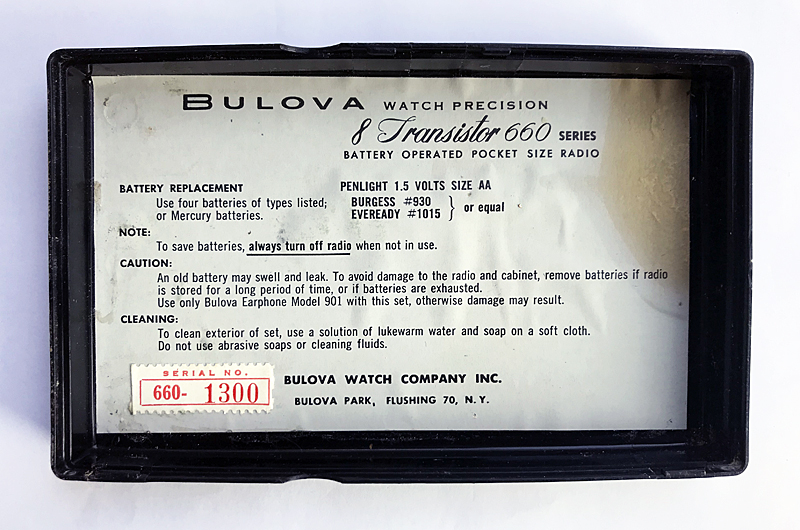 BULOVA WATCH PRECISION
8 Transistor 660 SERIES
BATTERY OPERATED POCKET SIZE RADIO
BATTERY REPLACEMENT PENLIGHT 1.5 VOLTS SIZE AA
Use four batteries of types listed; BURGESS #930
or Mercury batteries. EVEREADY #1015 } or equal
NOTE:
To save batteries, always turn off radio when not in use.
CAUTION:
An old battery may swell and leak. To avoid damage to the radio and cabinet, remove batteries if radio
is stored for a long period of time, or if batteries are exhausted.
Use only Bulova Earphone Model 901 with this set, otherwise damage may result.
CLEANING:
To clean exterior of set, use a solution of lukewarm water and soap on a soft cloth.
Do not use abrasive soaps or cleaning fluids.
SERIAL NO.
660- 1300
BULOVA WATCH COMPANY INC.
BULOVA PARK, FLUSHING 70, N.Y.